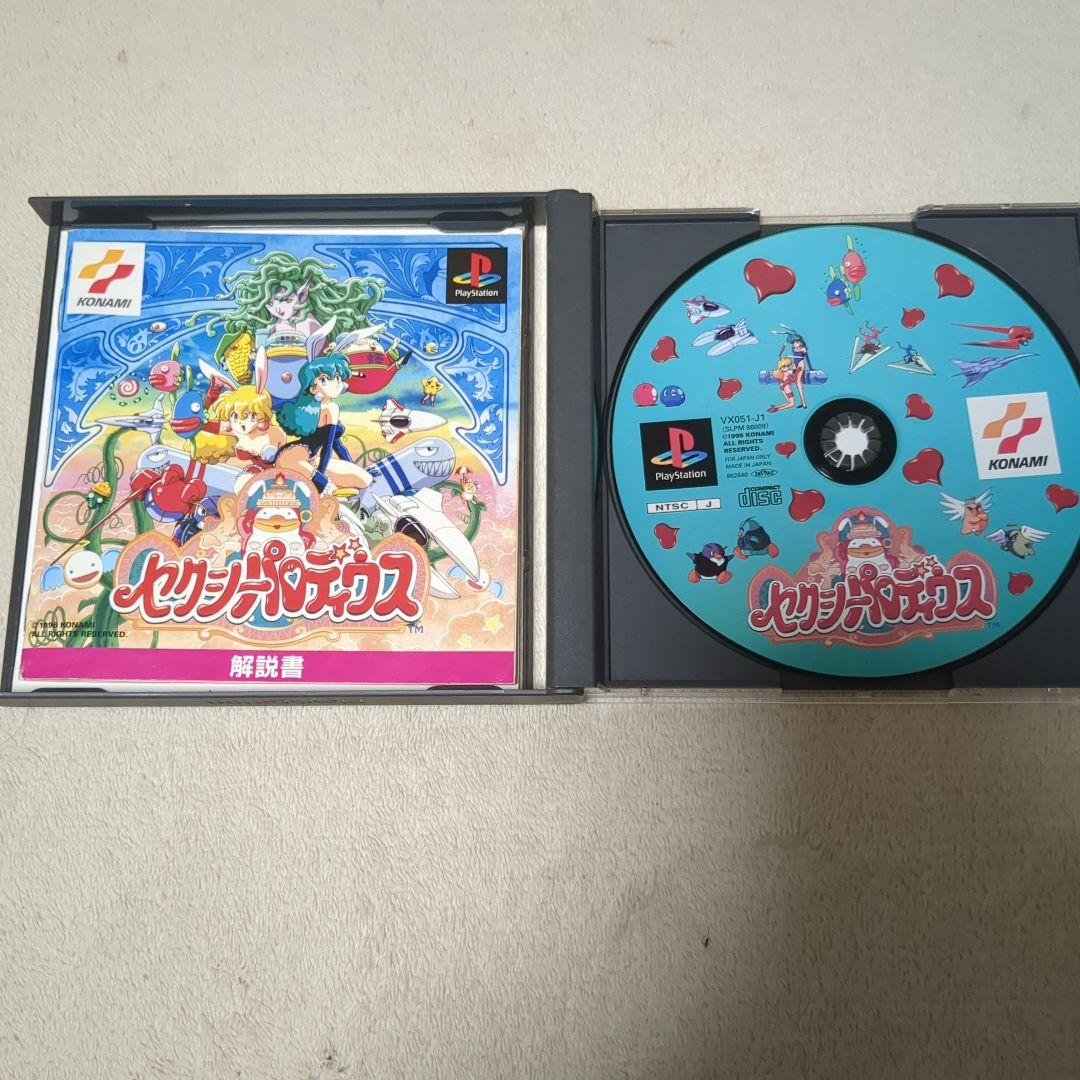 KONAMI
PlayStation
セクシーパロディウス
TM
©1996 KONAMI
ALL RIGHTS RESERVED.
解説書
PlayStation
PlayStation
NTSC J
VX051-J1
(SLPM 86009)
©1996 KONAMI
ALL RIGHTS
RESERVED.
FOR JAPAN ONLY
MADE IN JAPAN
962640
COMPACT
disc
KONAMI
セクシーパロディウス
TM